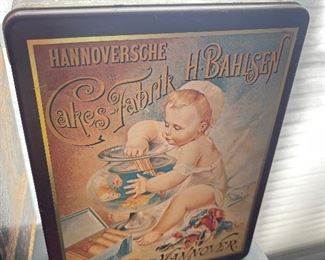 HANNOVERSCHE
Cakes-Fabrik H. BAHLSEN
HANNOVER